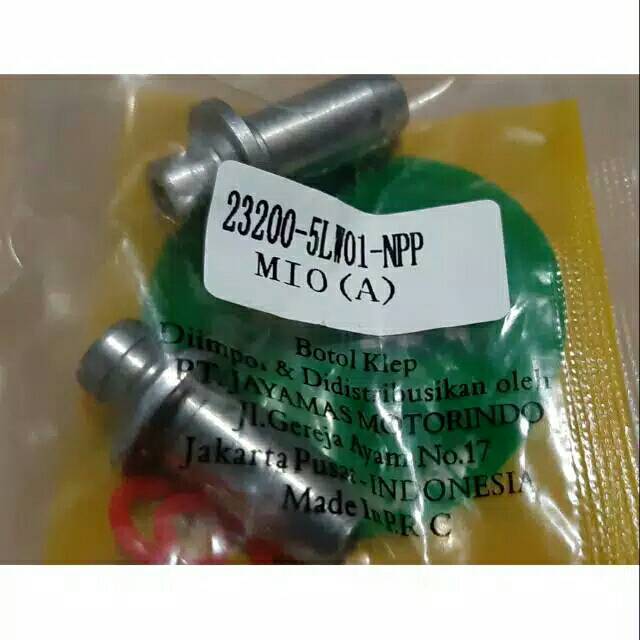 23200-5LW01-NPP
MIO(A)
Botol Klep
Diimpor & Didistribusikan oleh
PT. JAYAMAS MOTORINDO
Jl.Gereja Ayam No.17
Jakarta Pusat-INDONESIA
Made In P.R C